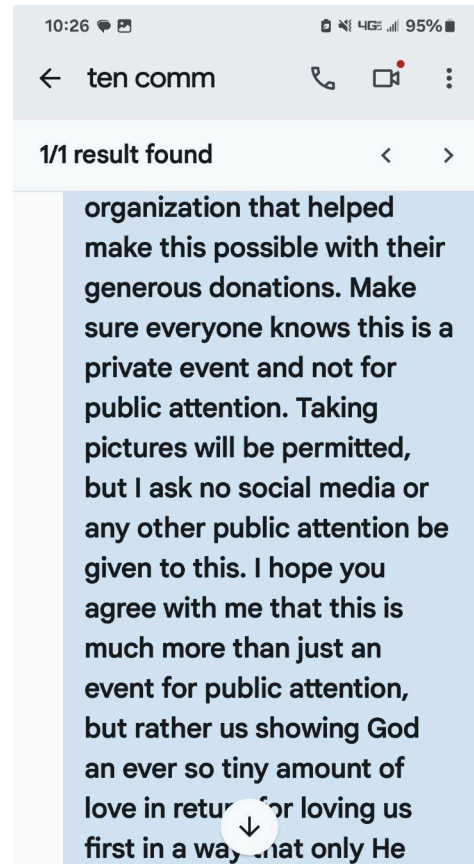 10:26 4G 95%
ten comm
1/1 result found
organization that helped
make this possible with their
generous donations. Make
sure everyone knows this is a
private event and not for
public attention. Taking
pictures will be permitted,
but I ask no social media or
any other public attention be
given to this. I hope you
agree with me that this is
much more than just an
event for public attention,
but rather us showing God
an ever so tiny amount of
love in for loving us
first in a way that only He